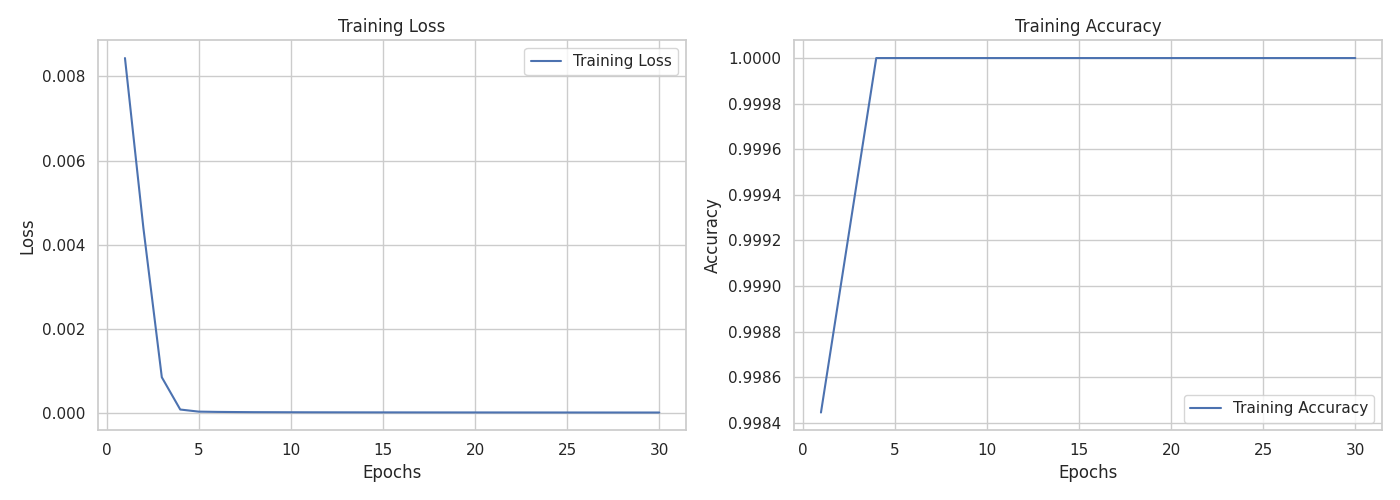 Training Loss
Training Loss
0.008
0.006
0.004
0.002
0.000
Loss
0 5 10 15 20 25 30
Epochs
Training Accuracy
1.0000
0.9998
0.9996
0.9994
0.9992
0.9990
0.9988
0.9986
0.9984
Accuracy
Training Accuracy
0 5 10 15 20 25 30
Epochs